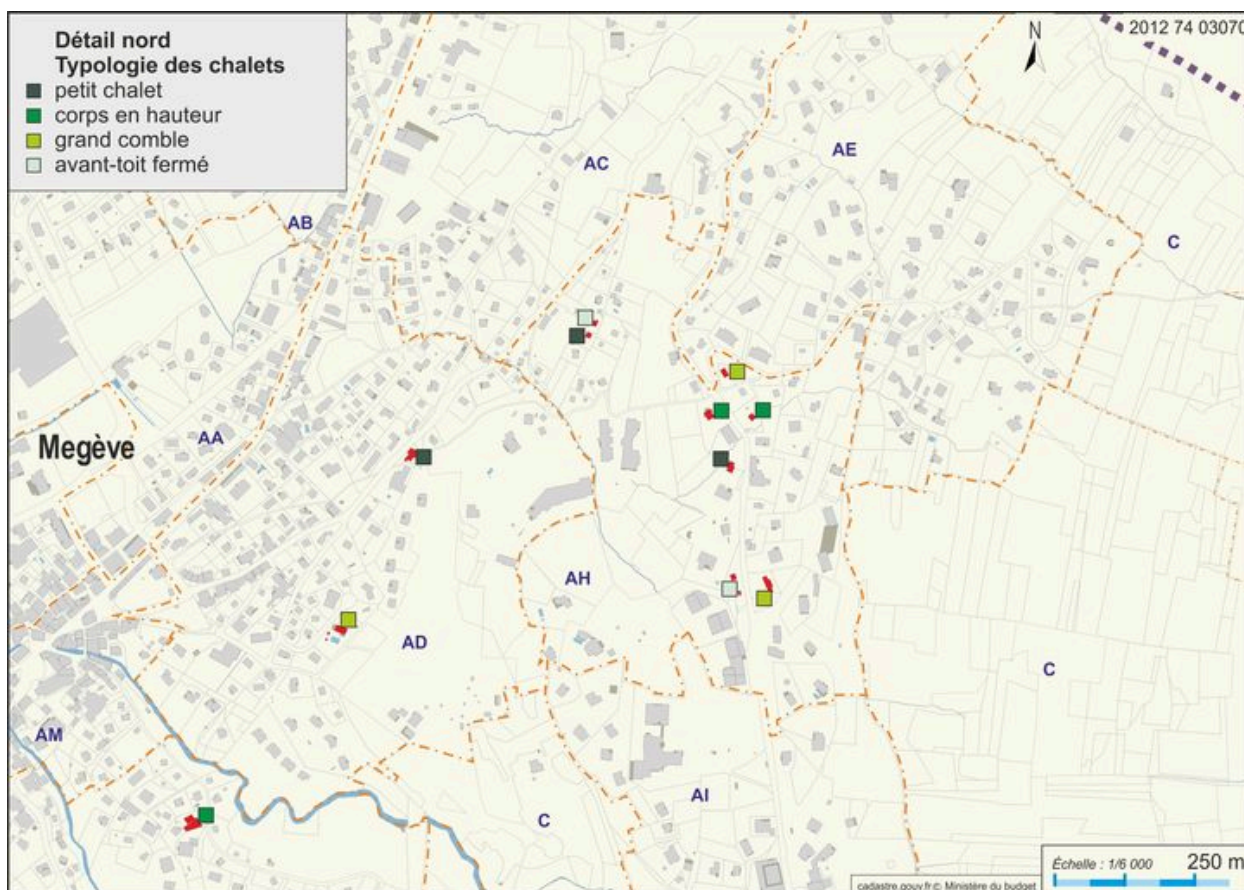 Détail nord
Typologie des chalets
petit chalet
corps en hauteur
grand comble
avant-toit fermé
N
2012 74 03070
AE
AC
AB
C
AA
Megève
AH
AD
C
AM
AI
C
Échelle : 1/6 000
250 m
cadastre.gouv.fr © Ministère du budget